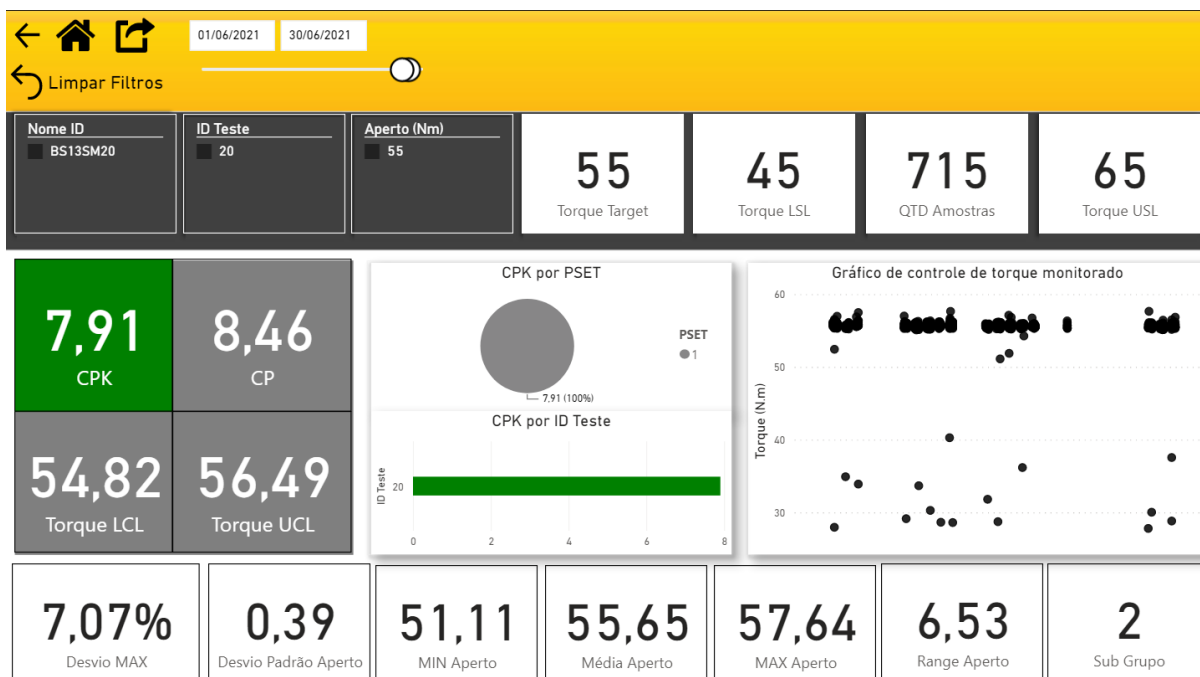 01/06/2021
30/06/2021
Limpar Filtros
Nome ID
BS13SM20
ID Teste
20
Aperto (Nm)
55
55
Torque Target
45
Torque LSL
715
QTD Amostras
65
Torque USL
7,91
CPK
8,46
CP
54,82
Torque LCL
56,49
Torque UCL
CPK por PSET
PSET
1
7,91 (100%)
CPK por ID Teste
ID Teste
20
0 2 4 6 8
Gráfico de controle de torque monitorado
Torque (N.m)
60
50
40
30
7,07%
Desvio MAX
0,39
Desvio Padrão Aperto
51,11
MIN Aperto
55,65
Média Aperto
57,64
MAX Aperto
6,53
Range Aperto
2
Sub Grupo